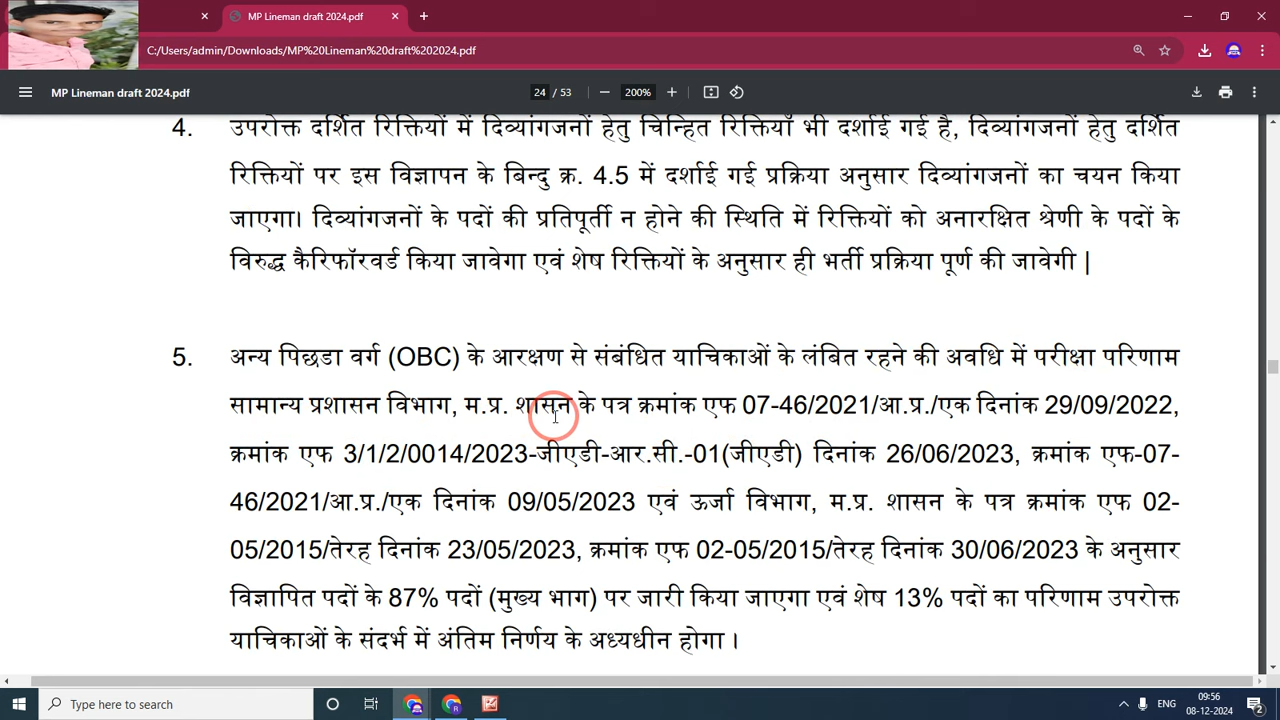 MP Lineman draft 2024.pdf
C:/Users/admin/Downloads/MP%20Lineman%20draft%202024.pdf
MP Lineman draft 2024.pdf
24 / 53
200%
4. उपरोक्त दर्शित रिक्तियों में दिव्यांगजनों हेतु चिन्हित रिक्तियाँ भी दर्शाई गई है, दिव्यांगजनों हेतु दर्शित
रिक्तियों पर इस विज्ञापन के बिन्दु क्र. 4.5 में दर्शाई गई प्रक्रिया अनुसार दिव्यांगजनों का चयन किया
जाएगा। दिव्यांगजनों के पदों की प्रतिपूर्ती न होने की स्थिति में रिक्तियों को अनारक्षित श्रेणी के पदों के
विरुद्ध कैरिफॉरवर्ड किया जावेगा एवं शेष रिक्तियों के अनुसार ही भर्ती प्रक्रिया पूर्ण की जावेगी |
5. अन्य पिछडा वर्ग (OBC) के आरक्षण से संबंधित याचिकाओं के लंबित रहने की अवधि में परीक्षा परिणाम
सामान्य प्रशासन विभाग, म.प्र. शासन के पत्र क्रमांक एफ 07-46/2021/आ.प्र./एक दिनांक 29/09/2022,
क्रमांक एफ 3/1/2/0014/2023-जीएडी-आर.सी.-01(जीएडी) दिनांक 26/06/2023, क्रमांक एफ-07-
46/2021/आ.प्र./एक दिनांक 09/05/2023 एवं ऊर्जा विभाग, म.प्र. शासन के पत्र क्रमांक एफ 02-
05/2015/तेरह दिनांक 23/05/2023, क्रमांक एफ 02-05/2015/तेरह दिनांक 30/06/2023 के अनुसार
विज्ञापित पदों के 87% पदों (मुख्य भाग) पर जारी किया जाएगा एवं शेष 13% पदों का परिणाम उपरोक्त
याचिकाओं के संदर्भ में अंतिम निर्णय के अध्यधीन होगा ।
Type here to search
ENG
09:56
08-12-2024
2